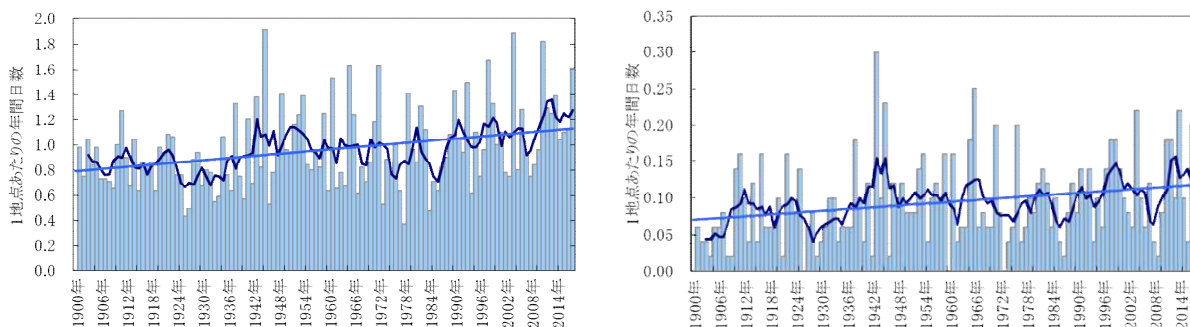 1地点あたりの年間日数
2.0
1.8
1.6
1.4
1.2
1.0
0.8
0.6
0.4
0.2
0.0
1900年
1906年
1912年
1918年
1924年
1930年
1936年
1942年
1948年
1954年
1960年
1966年
1972年
1978年
1984年
1990年
1996年
2002年
2008年
2014年
1地点あたりの年間日数
0.35
0.30
0.25
0.20
0.15
0.10
0.05
0.00
1900年
1906年
1912年
1918年
1924年
1930年
1936年
1942年
1948年
1954年
1960年
1966年
1972年
1978年
1984年
1990年
1996年
2002年
2008年
2014年